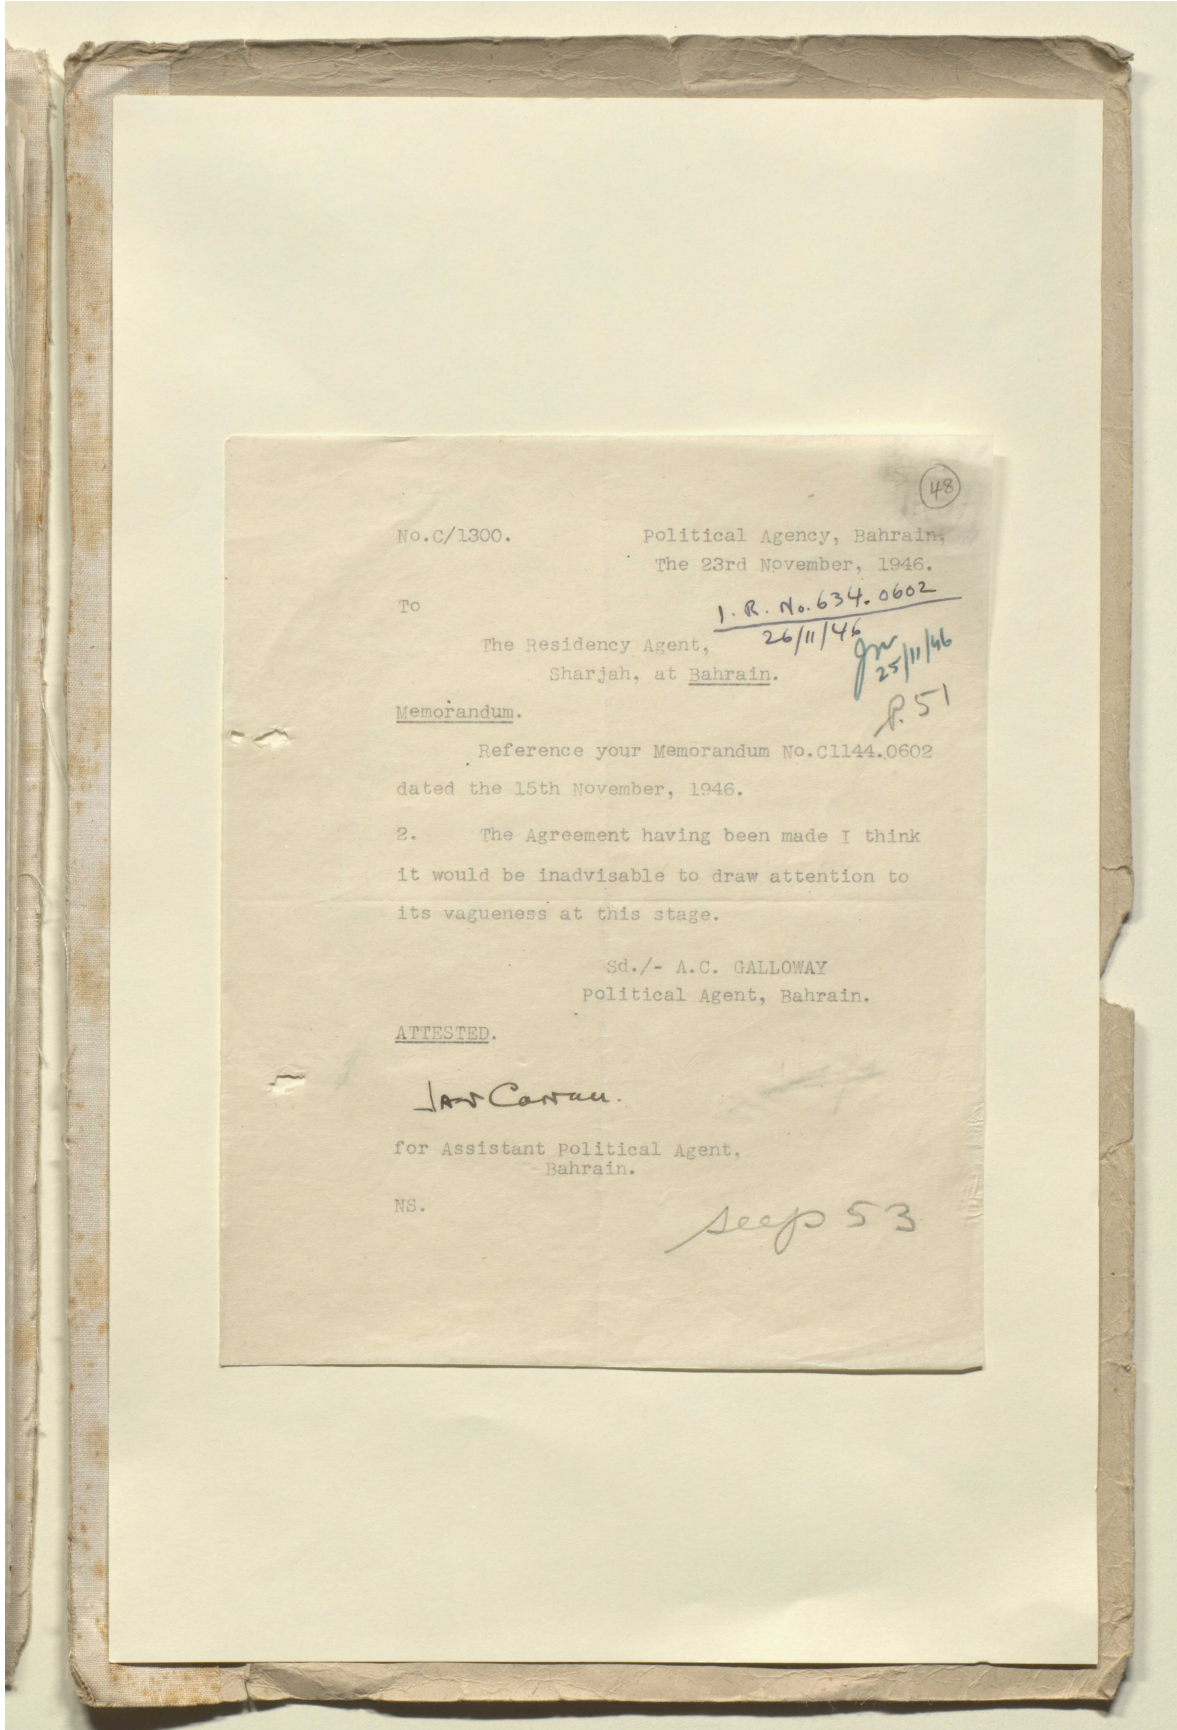 48
No.C/1300. Political Agency, Bahrain,
The 23rd November, 1946.
To
I. R. No. 634. 0602
26/11/46
The Residency Agent,
25/11/46
Sharjah, at Bahrain.
P. 51
Memorandum.
Reference your Memorandum No.C1144.0602
dated the 15th November, 1946.
2. The Agreement having been made I think
it would be inadvisable to draw attention to
its vagueness at this stage.
Sd./- A.C. GALLOWAY
Political Agent, Bahrain.
ATTESTED.
for Assistant Political Agent,
Bahrain.
NS.
see p 53